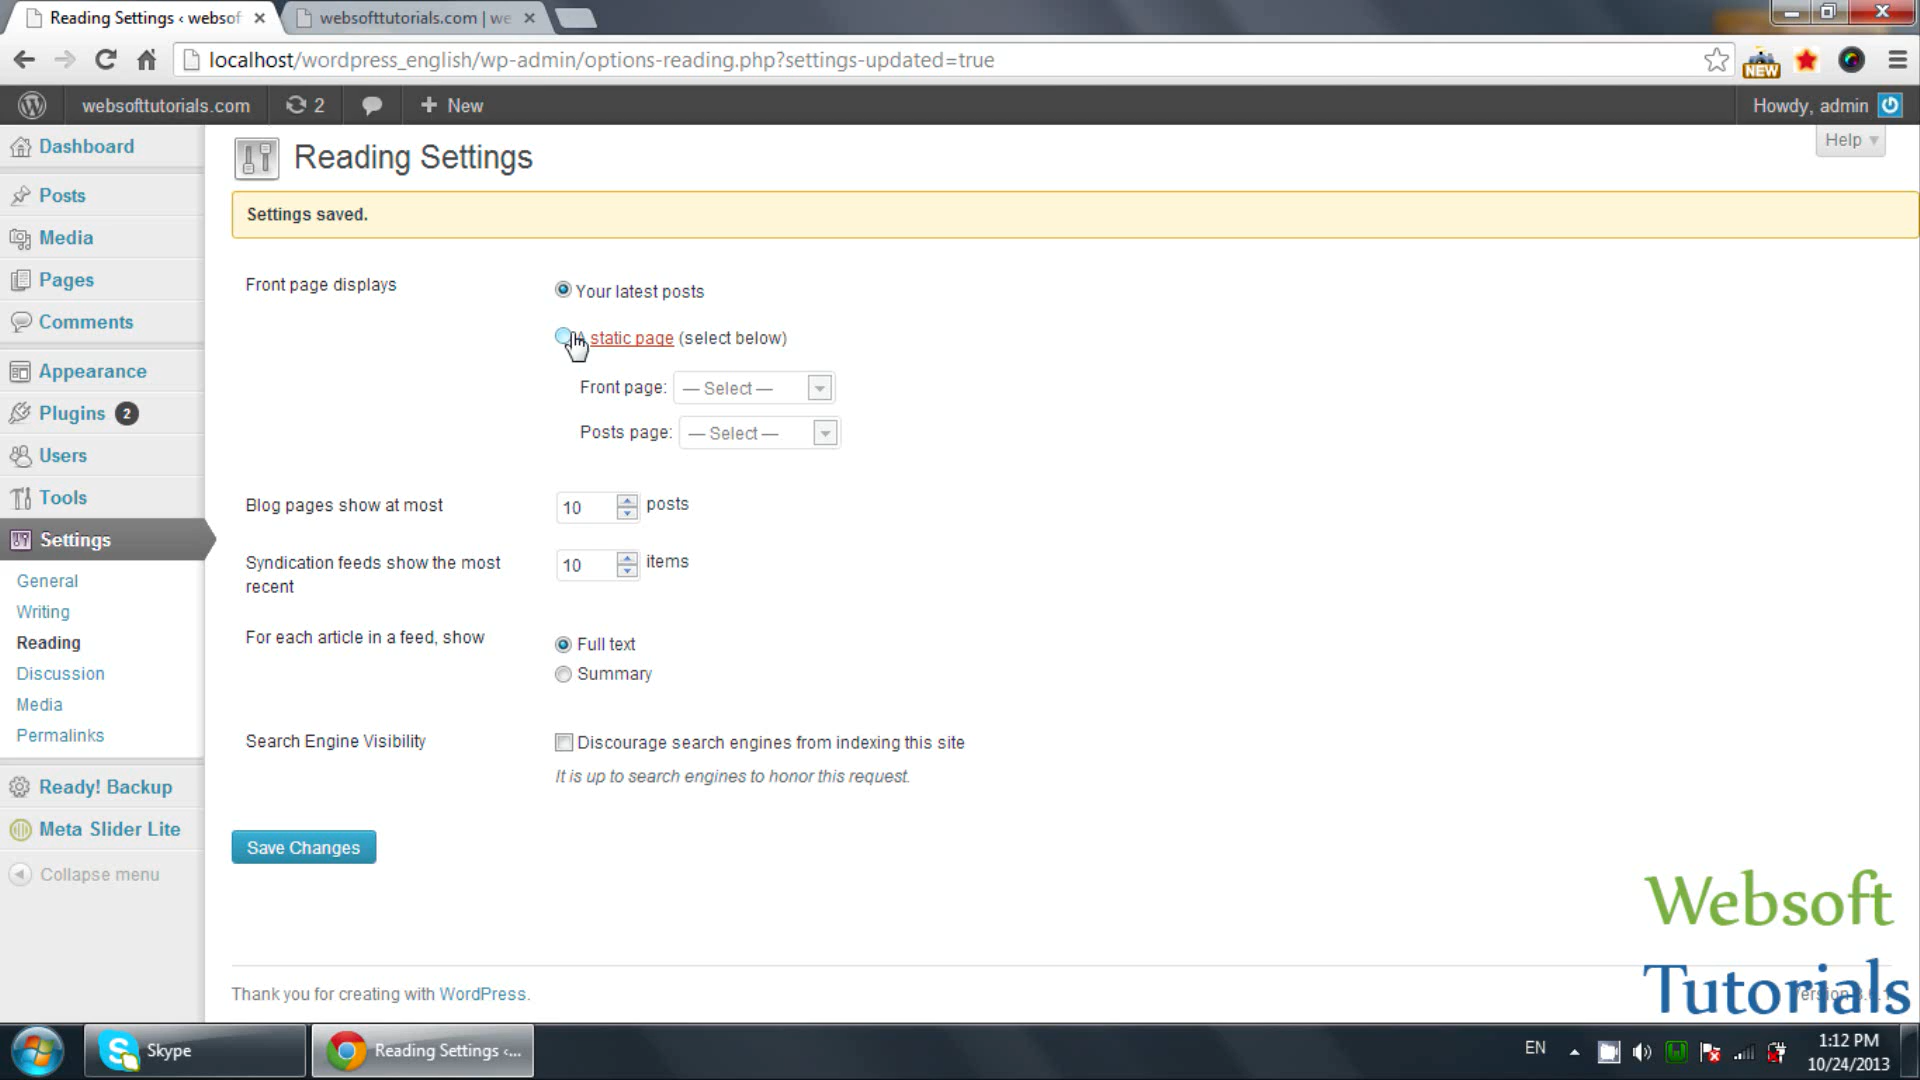 Reading Settings ‹ websof
websofttutorials.com | we
localhost/wordpress_english/wp-admin/options-reading.php?settings-updated=true
NEW
websofttutorials.com
2
New
Howdy, admin
Help
Dashboard
Posts
Media
Pages
Comments
Appearance
Plugins 2
Users
Tools
Settings
General
Writing
Reading
Discussion
Media
Permalinks
Ready! Backup
Meta Slider Lite
Collapse menu
Reading Settings
Settings saved.
Front page displays
Your latest posts
static page (select below)
Front page: — Select —
Posts page: — Select —
Blog pages show at most
10 posts
Syndication feeds show the most
recent
10 items
For each article in a feed, show
Full text
Summary
Search Engine Visibility
Discourage search engines from indexing this site
It is up to search engines to honor this request.
Save Changes
Thank you for creating with WordPress.
Websoft
Tutorials
Skype
Reading Settings ‹...
EN
1:12 PM
10/24/2013